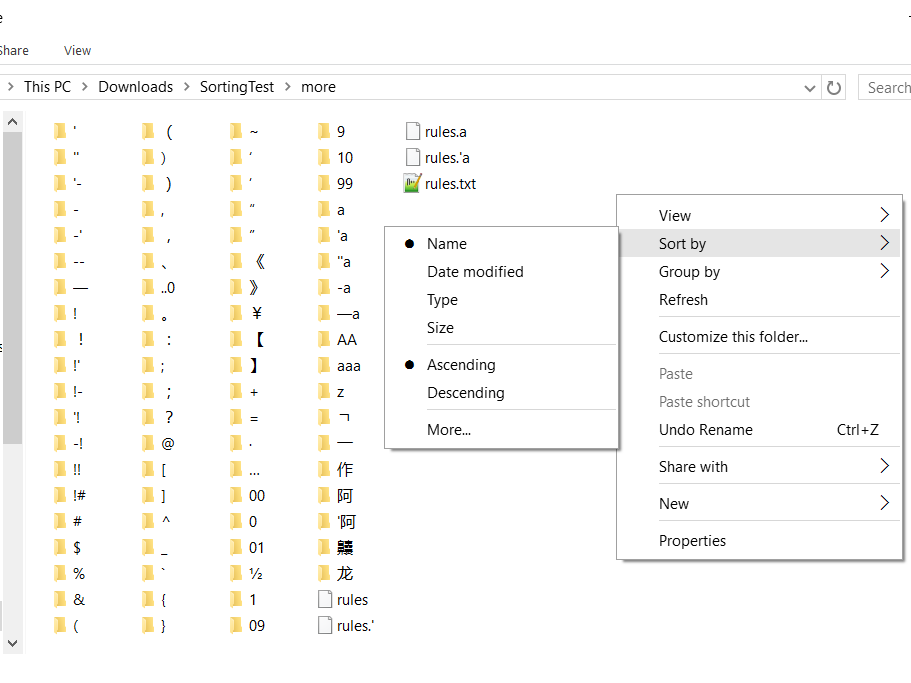 e
Share View
This PC > Downloads > SortingTest > more
Search
'
"
'-
-
-'
--
—
!
！
!'
!-
'!
-!
!!
!#
#
$
%
&
(
（
)
）
,
，
、
..0
。
：
;
；
？
@
[
]
^
_
`
{
}
~
‘
’
“
”
《
》
￥
【
】
+
=
·
…
00
0
01
½
1
09
9
10
99
a
'a
"a
-a
—a
AA
aaa
z
ㄱ
一
作
阿
'阿
龙
rules
rules.'
rules.a
rules.'a
rules.txt
Name
Date modified
Type
Size
Ascending
Descending
More...
View
Sort by
Group by
Refresh
Customize this folder...
Paste
Paste shortcut
Undo Rename Ctrl+Z
Share with
New
Properties